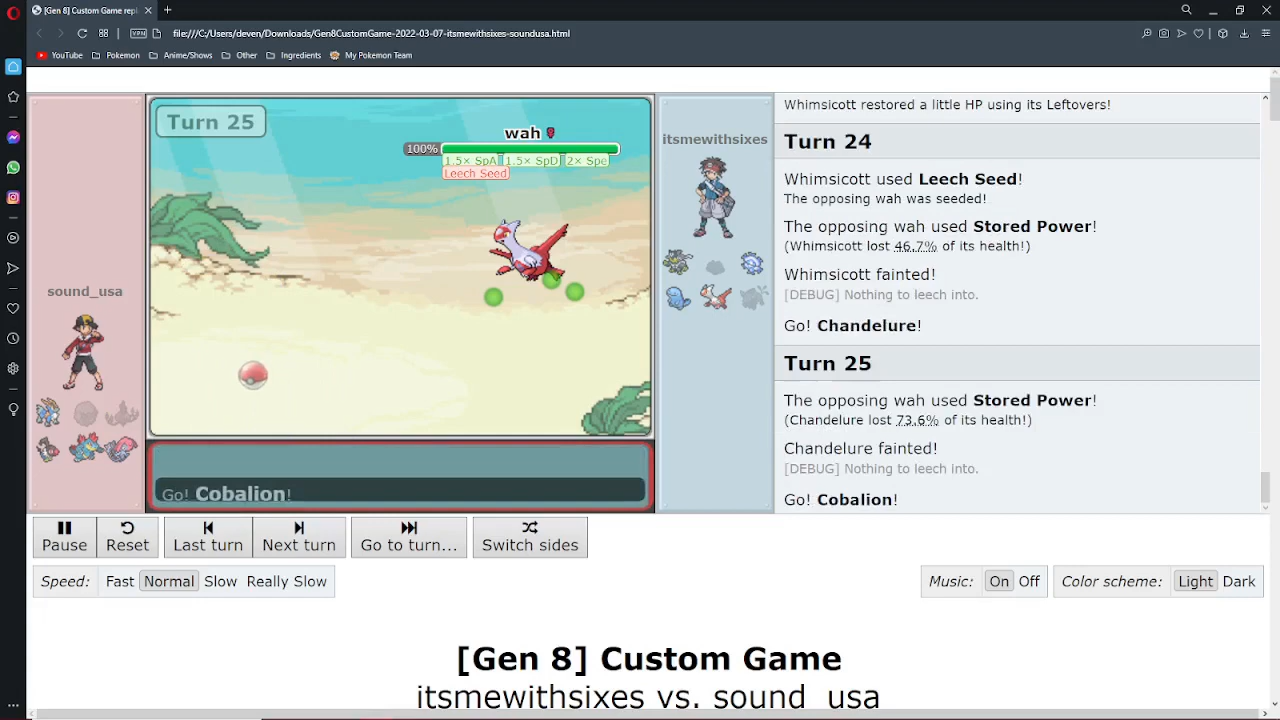 [Gen 8] Custom Game repl
file:///C:/Users/deven/Downloads/Gen8CustomGame-2022-03-07-itsmewithsixes-soundusa.html
VPN
YouTube Pokemon Anime/Shows Other Ingredients My Pokemon Team
Turn 25
wah
100%
1.5× SpA 1.5× SpD 2× Spe
Leech Seed
sound_usa
itsmewithsixes
Go! Cobalion!
Whimsicott restored a little HP using its Leftovers!
Turn 24
Whimsicott used Leech Seed!
The opposing wah was seeded!
The opposing wah used Stored Power!
(Whimsicott lost 46.7% of its health!)
Whimsicott fainted!
[DEBUG] Nothing to leech into.
Go! Chandelure!
Turn 25
The opposing wah used Stored Power!
(Chandelure lost 73.6% of its health!)
Chandelure fainted!
[DEBUG] Nothing to leech into.
Go! Cobalion!
Pause Reset Last turn Next turn Go to turn... Switch sides
Speed: Fast Normal Slow Really Slow
Music: On Off
Color scheme: Light Dark
[Gen 8] Custom Game
itsmewithsixes vs. sound_usa